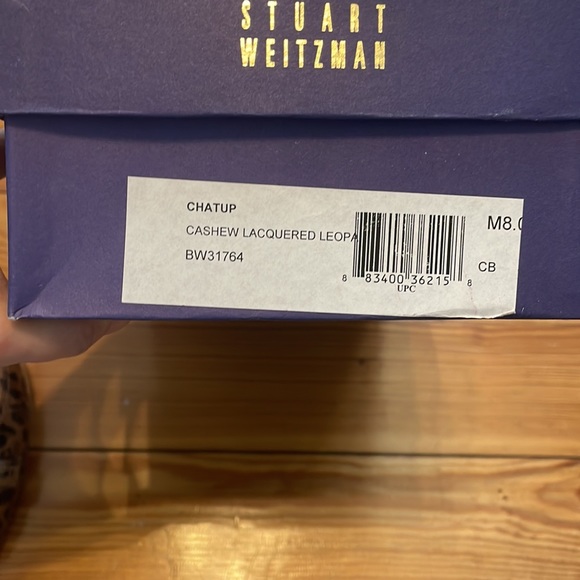 STUART
WEITZMAN
CHATUP
CASHEW LACQUERED LEOPA
BW31764
M8.0
CB
8 83400 36215 8
UPC